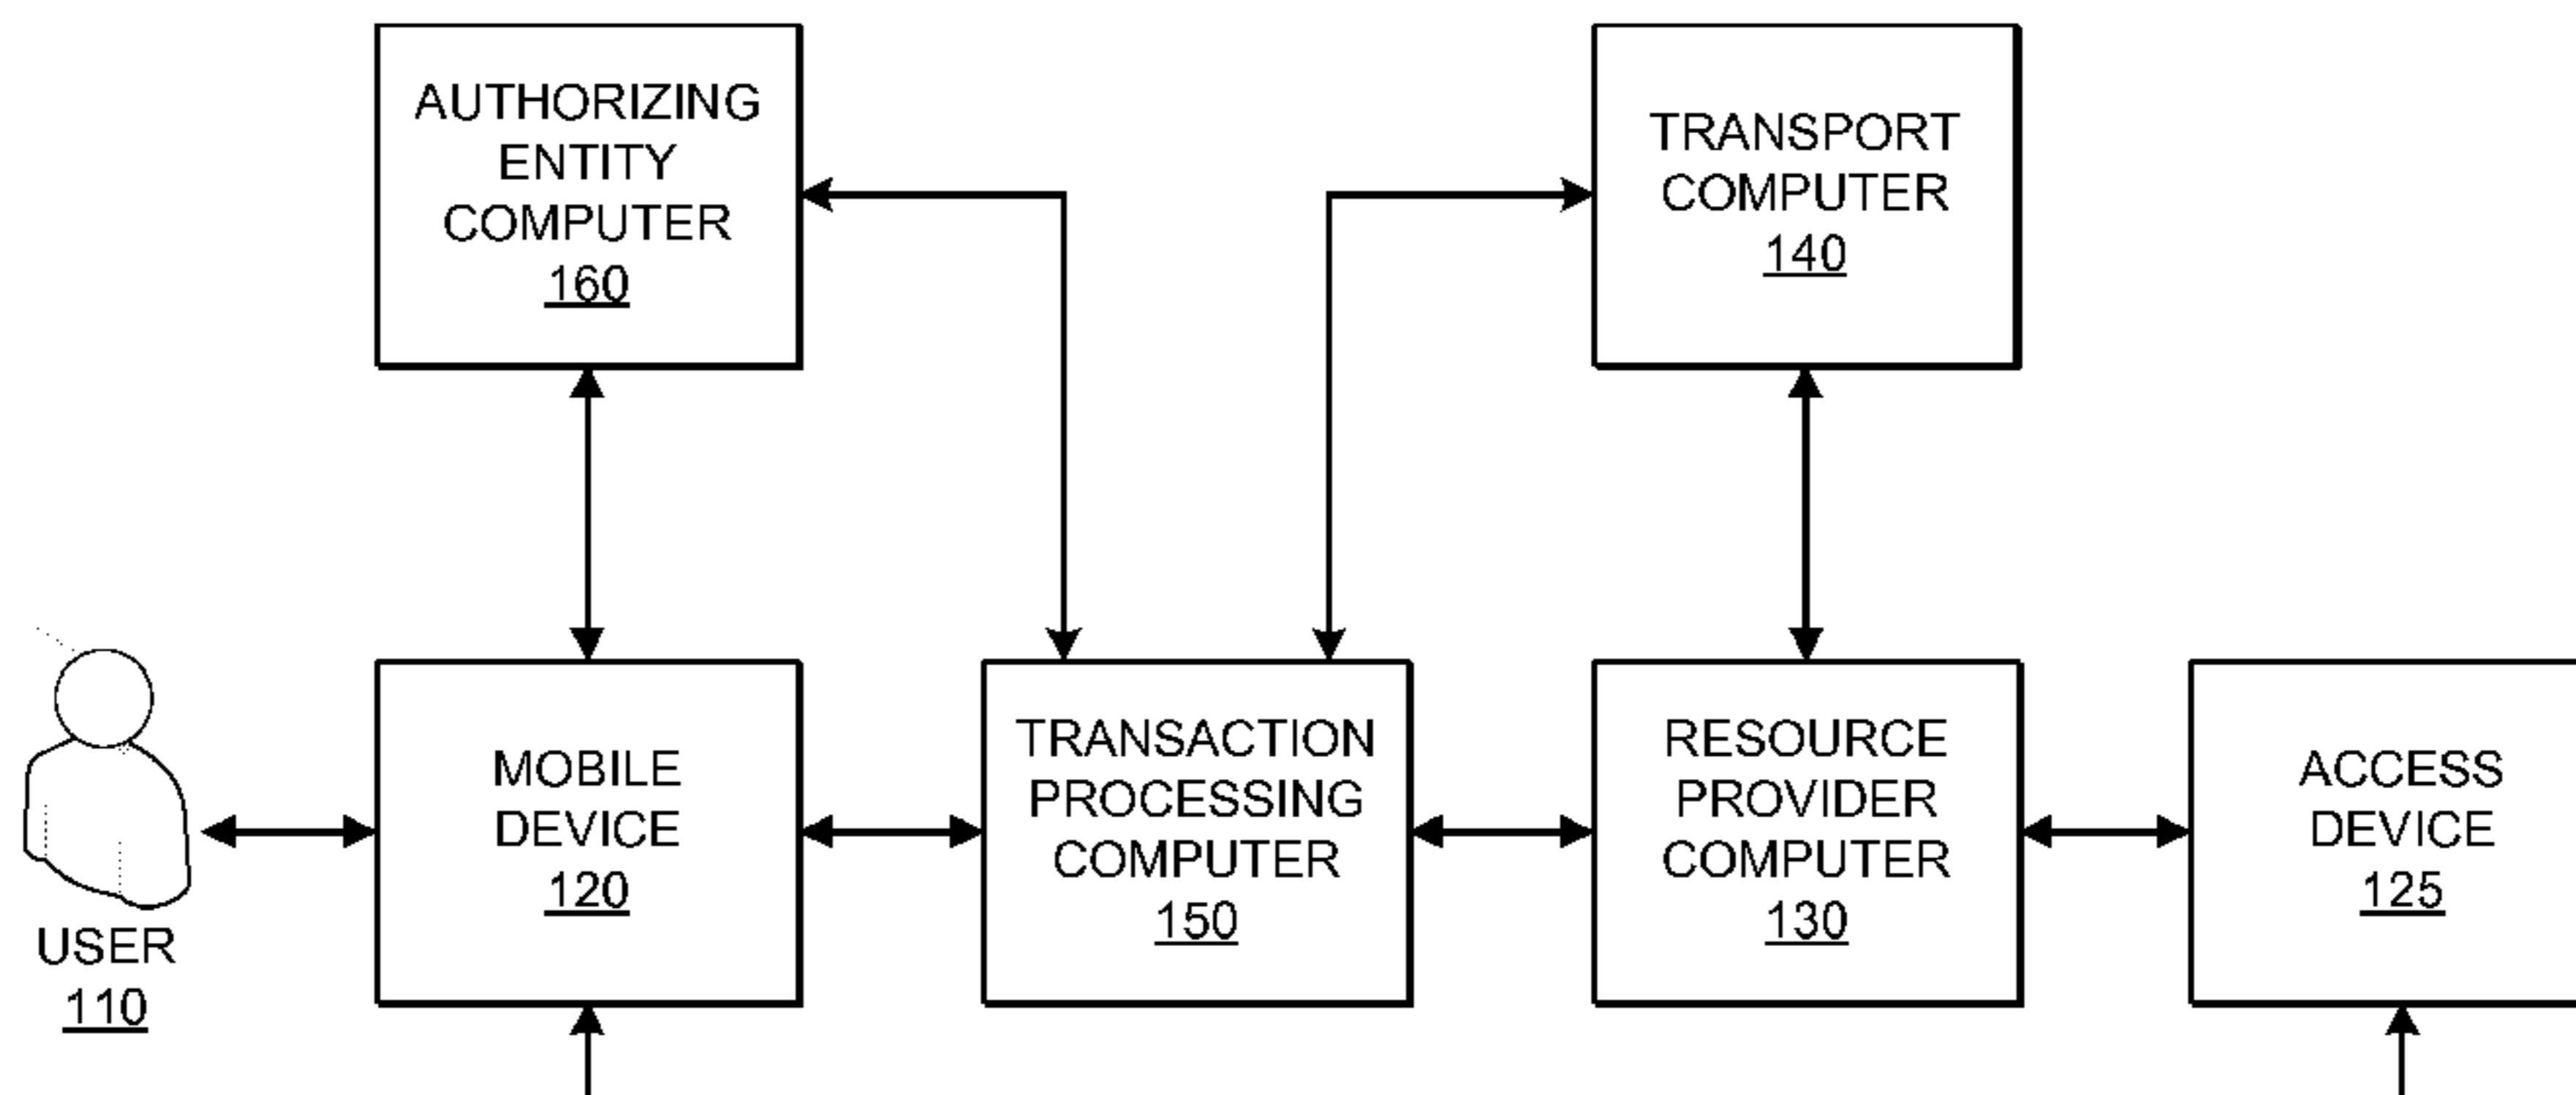 AUTHORIZING
ENTITY
COMPUTER
160
TRANSPORT
COMPUTER
140
USER
110
MOBILE
DEVICE
120
TRANSACTION
PROCESSING
COMPUTER
150
RESOURCE
PROVIDER
COMPUTER
130
ACCESS
DEVICE
125